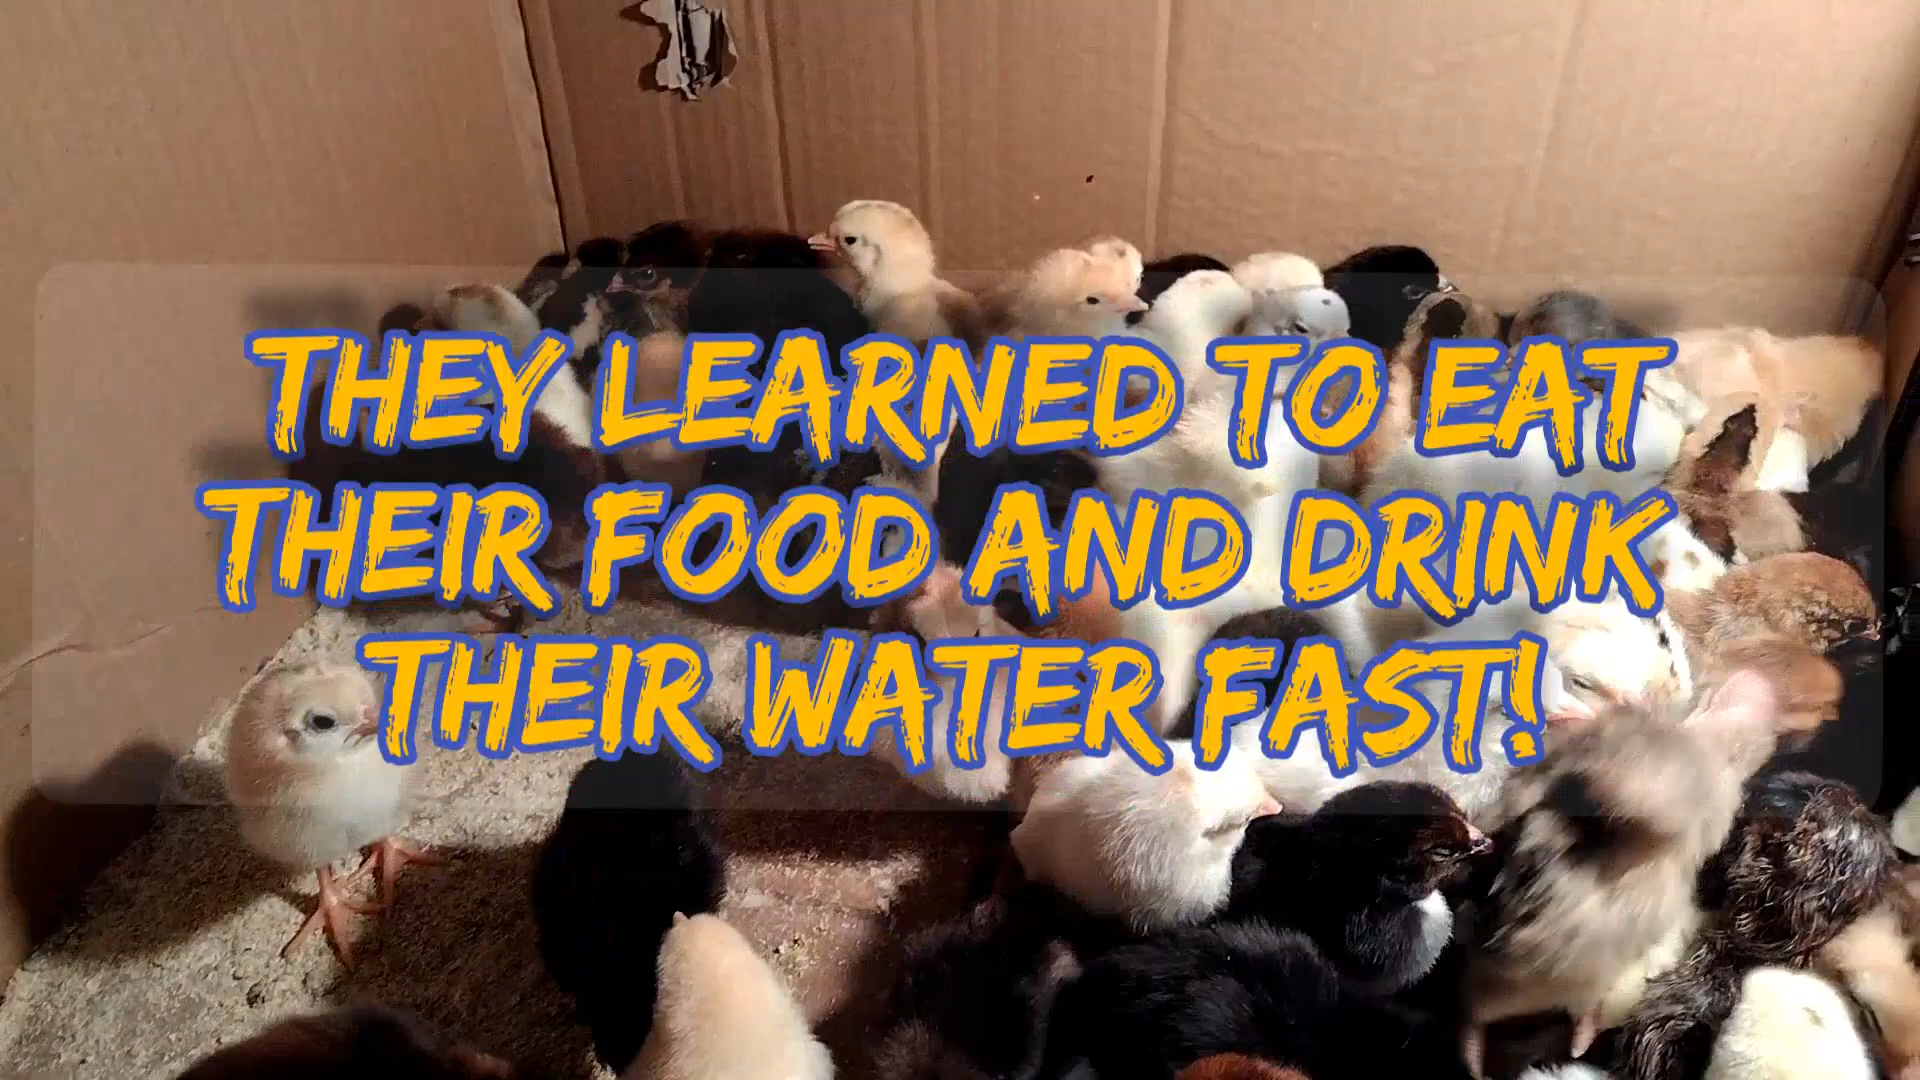 THEY LEARNED TO EAT
THEIR FOOD AND DRINK
THEIR WATER FAST!